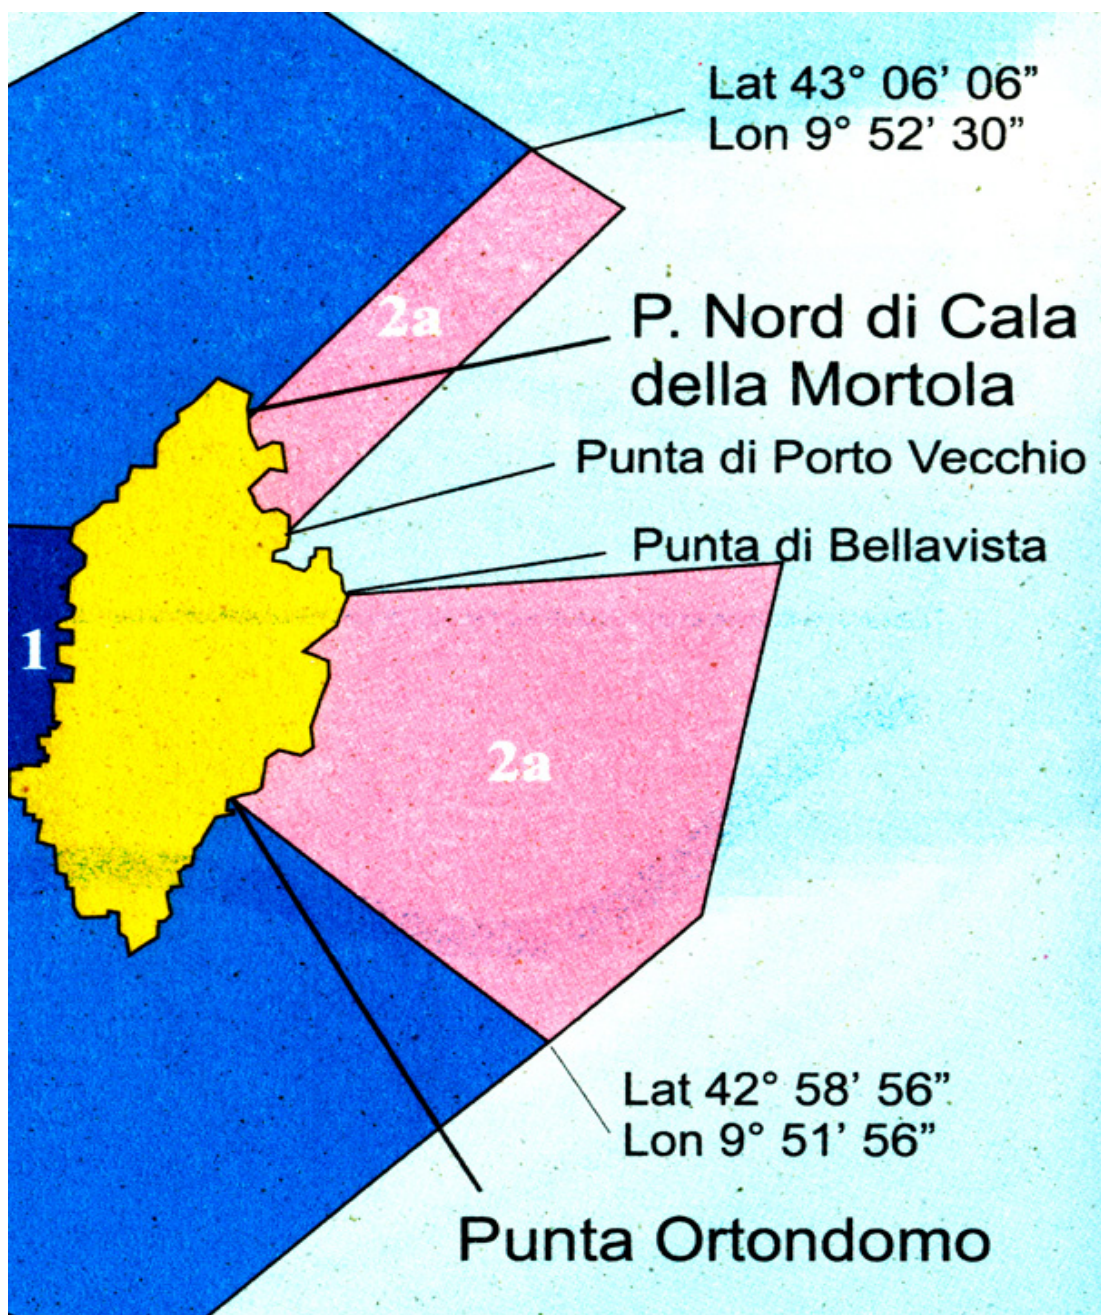 Lat 43° 06’ 06”
Lon 9° 52’ 30”
2a
P. Nord di Cala
della Mortola
Punta di Porto Vecchio
Punta di Bellavista
1
2a
Lat 42° 58’ 56”
Lon 9° 51’ 56”
Punta Ortondomo